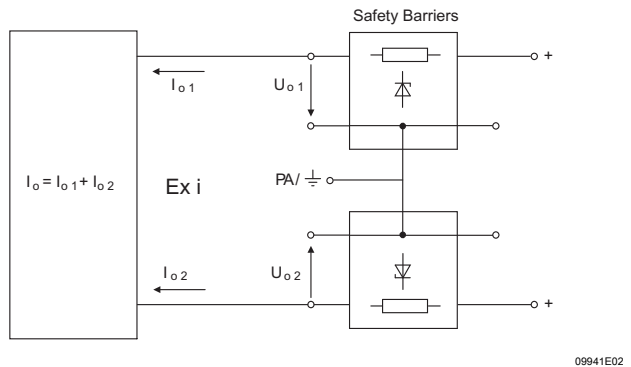 Safety Barriers
+
I o 1
U o 1
I o = I o 1 + I o 2
Ex i
PA/
I o 2
U o 2
+
09941E02